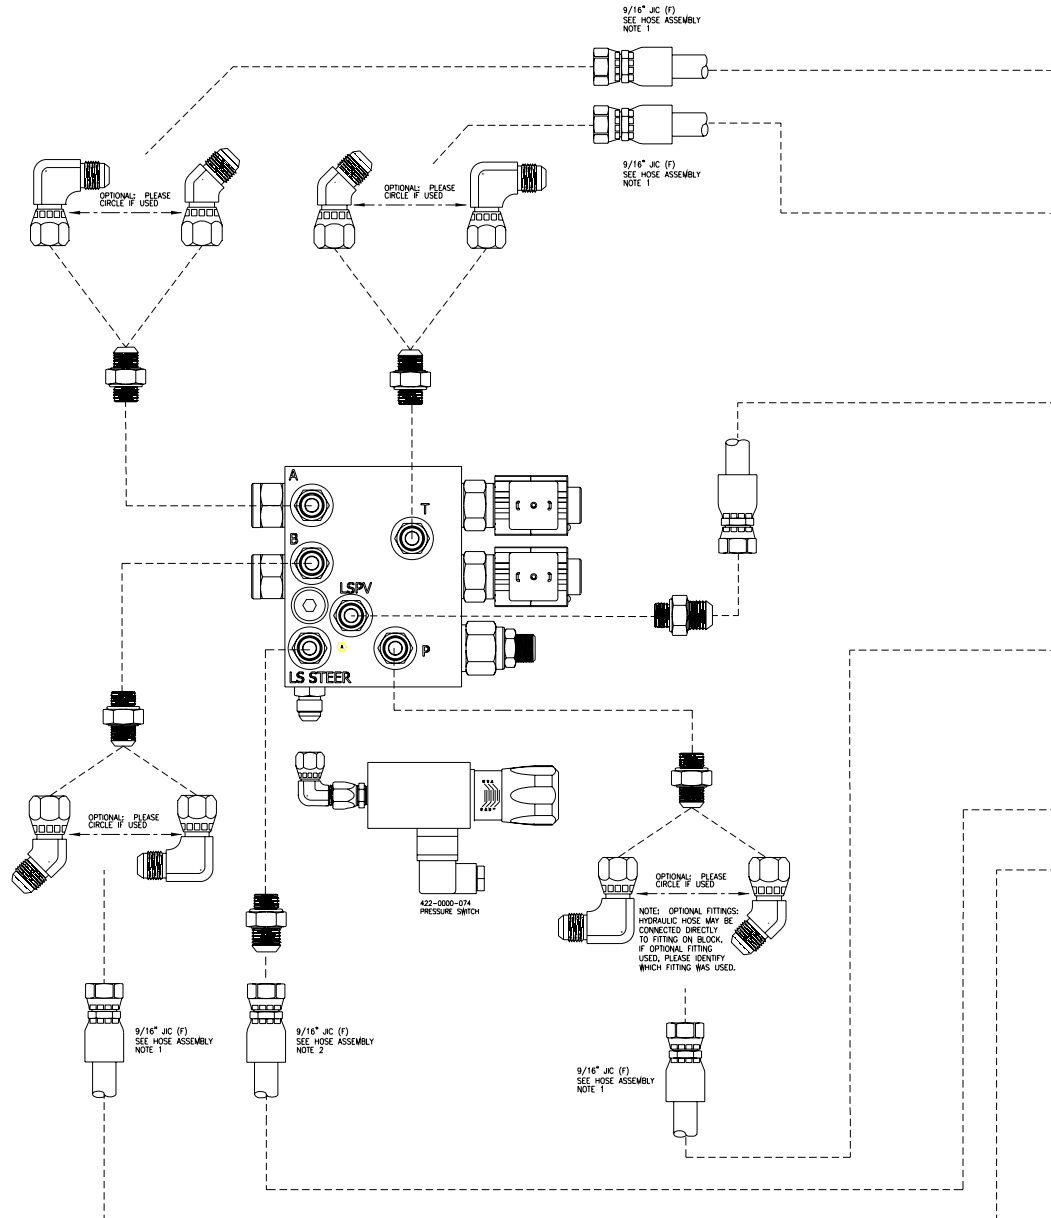 9/16" JIC (F)
SEE HOSE ASSEMBLY
NOTE 1
9/16" JIC (F)
SEE HOSE ASSEMBLY
NOTE 1
OPTIONAL: PLEASE
CIRCLE IF USED
OPTIONAL: PLEASE
CIRCLE IF USED
A
T
B
LSPV
P
LS STEER
OPTIONAL: PLEASE
CIRCLE IF USED
422-0000-074
PRESSURE SWITCH
OPTIONAL: PLEASE
CIRCLE IF USED
NOTE: OPTIONAL FITTINGS:
HYDRAULIC HOSE MAY BE
CONNECTED DIRECTLY
TO FITTING ON BLOCK.
IF OPTIONAL FITTING
USED, PLEASE IDENTIFY
WHICH FITTING WAS USED.
9/16" JIC (F)
SEE HOSE ASSEMBLY
NOTE 1
9/16" JIC (F)
SEE HOSE ASSEMBLY
NOTE 2
9/16" JIC (F)
SEE HOSE ASSEMBLY
NOTE 1